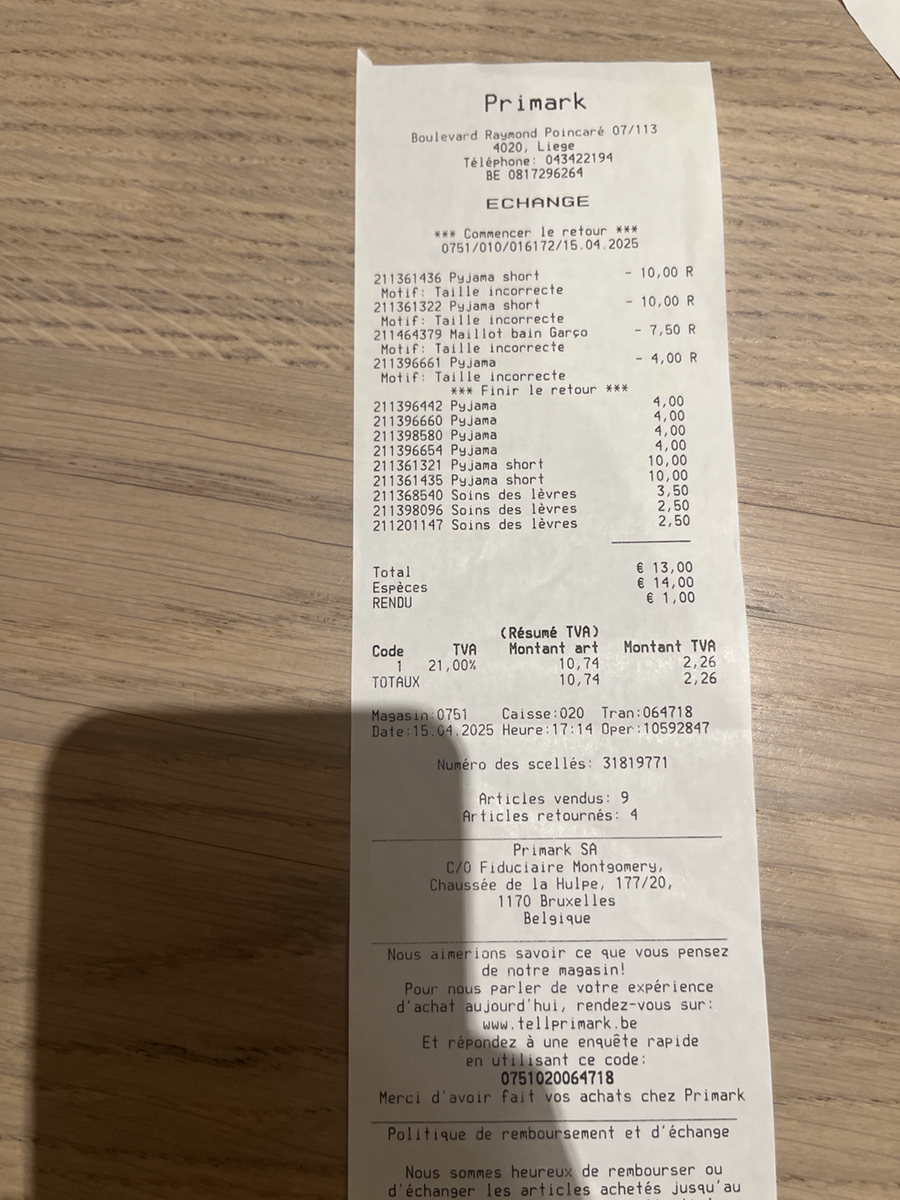 Primark
Boulevard Raymond Poincaré 07/113
4020, Liege
Téléphone: 043422194
BE 0817296264
ECHANGE
*** Commencer le retour ***
0751/010/016172/15.04.2025
211361436 Pyjama short - 10,00 R
Motif: Taille incorrecte
211361322 Pyjama short - 10,00 R
Motif: Taille incorrecte
211464379 Maillot bain Garço - 7,50 R
Motif: Taille incorrecte
211396661 Pyjama - 4,00 R
Motif: Taille incorrecte
*** Finir le retour ***
211396442 Pyjama 4,00
211396660 Pyjama 4,00
211398580 Pyjama 4,00
211396654 Pyjama 4,00
211361321 Pyjama short 10,00
211361435 Pyjama short 10,00
211368540 Soins des lèvres 3,50
211398096 Soins des lèvres 2,50
211201147 Soins des lèvres 2,50
Total € 13,00
Espèces € 14,00
RENDU € 1,00
(Résumé TVA)
Code TVA Montant art Montant TVA
1 21,00% 10,74 2,26
TOTAUX 10,74 2,26
Magasin:0751 Caisse:020 Tran:064718
Date:15.04.2025 Heure:17:14 Oper:10592847
Numéro des scellés: 31819771
Articles vendus: 9
Articles retournés: 4
Primark SA
C/O Fiduciaire Montgomery,
Chaussée de la Hulpe, 177/20,
1170 Bruxelles
Belgique
Nous aimerions savoir ce que vous pensez
de notre magasin!
Pour nous parler de votre expérience
d'achat aujourd'hui, rendez-vous sur:
www.tellprimark.be
Et répondez à une enquête rapide
en utilisant ce code:
0751020064718
Merci d'avoir fait vos achats chez Primark
Politique de remboursement et d'échange
Nous sommes heureux de rembourser ou
d'échanger les articles achetés jusqu'au